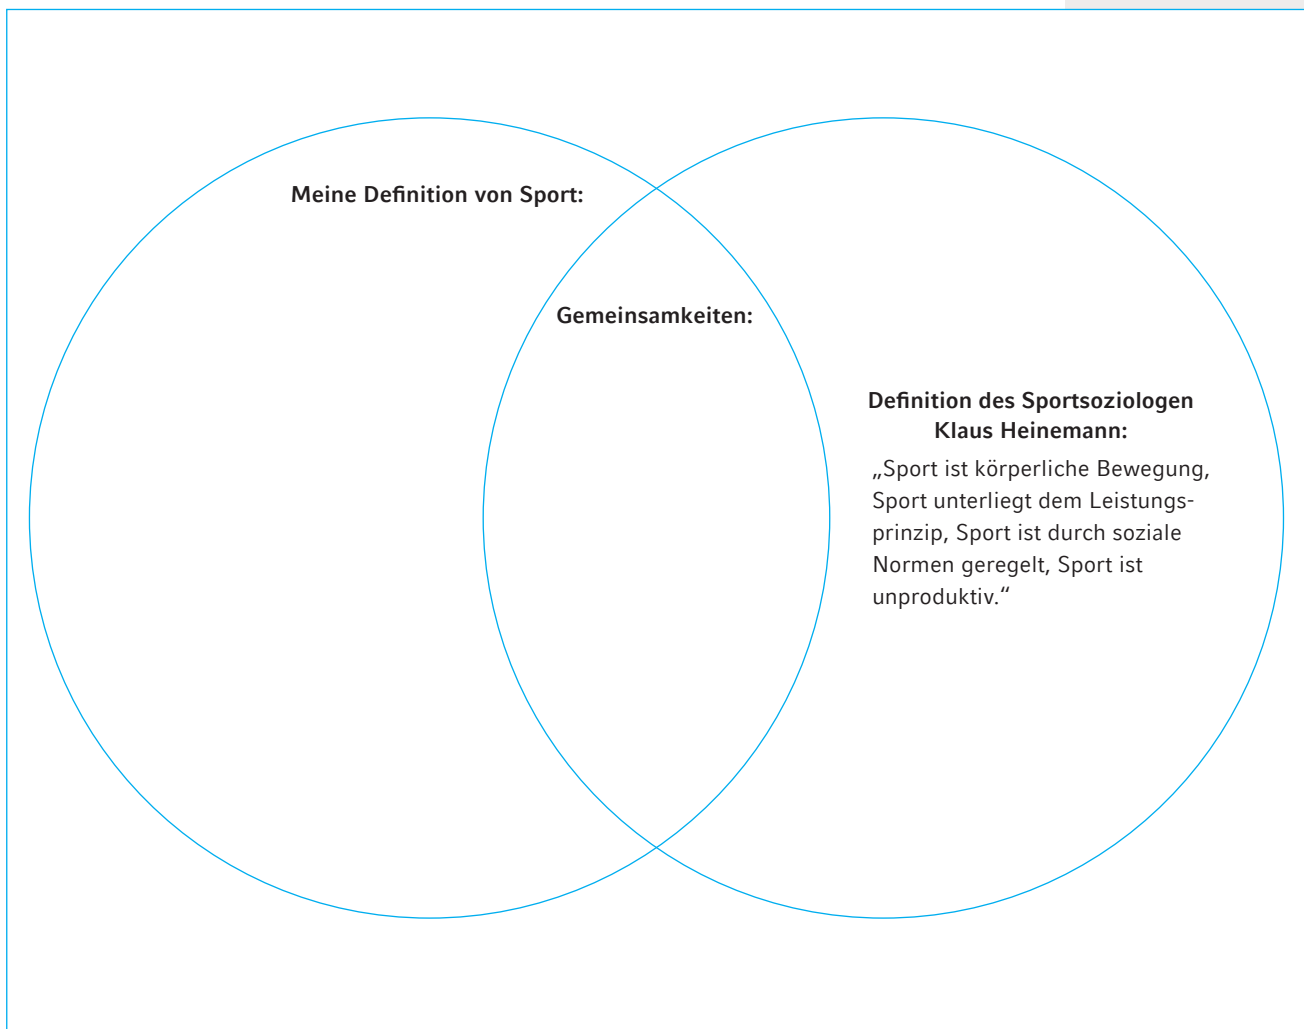 Meine Definition von Sport:
Gemeinsamkeiten:
Definition des Sportsoziologen
Klaus Heinemann:
„Sport ist körperliche Bewegung,
Sport unterliegt dem Leistungs-
prinzip, Sport ist durch soziale
Normen geregelt, Sport ist
unproduktiv.“